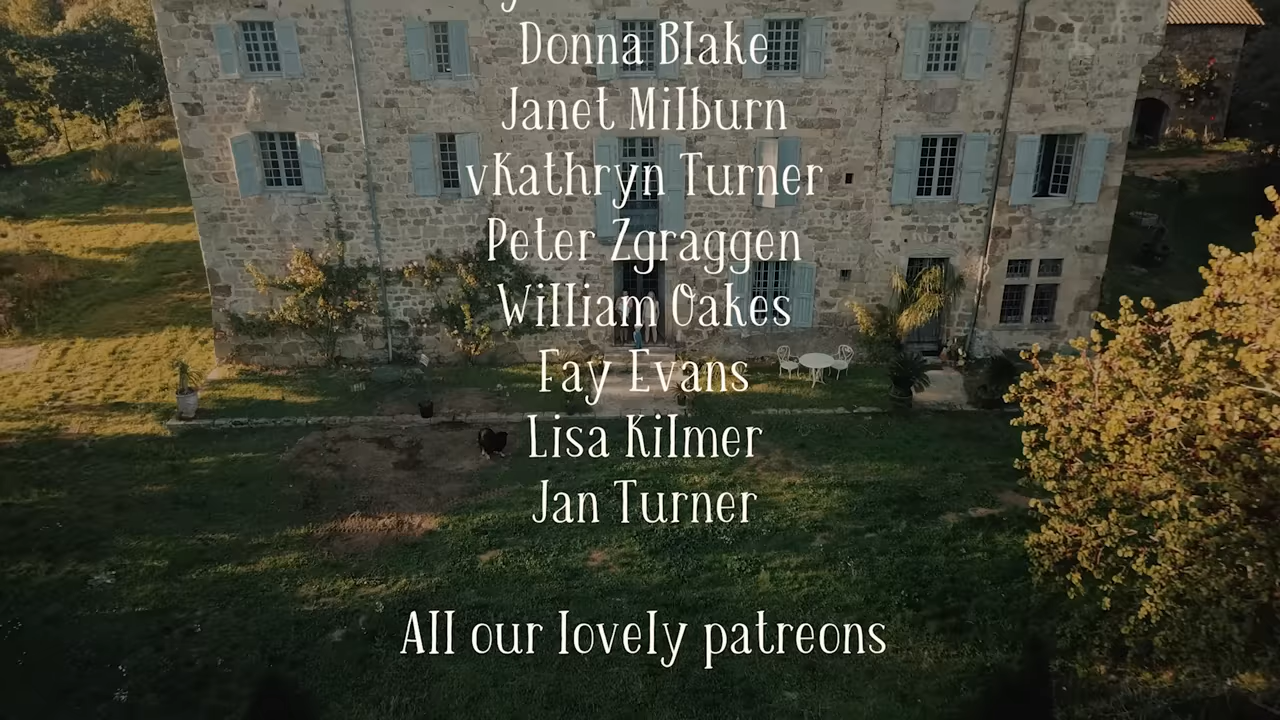 Donna Blake
Janet Milburn
vKathryn Turner
Peter Zgraggen
William Oakes
Fay Evans
Lisa Kilmer
Jan Turner
All our lovely patreons